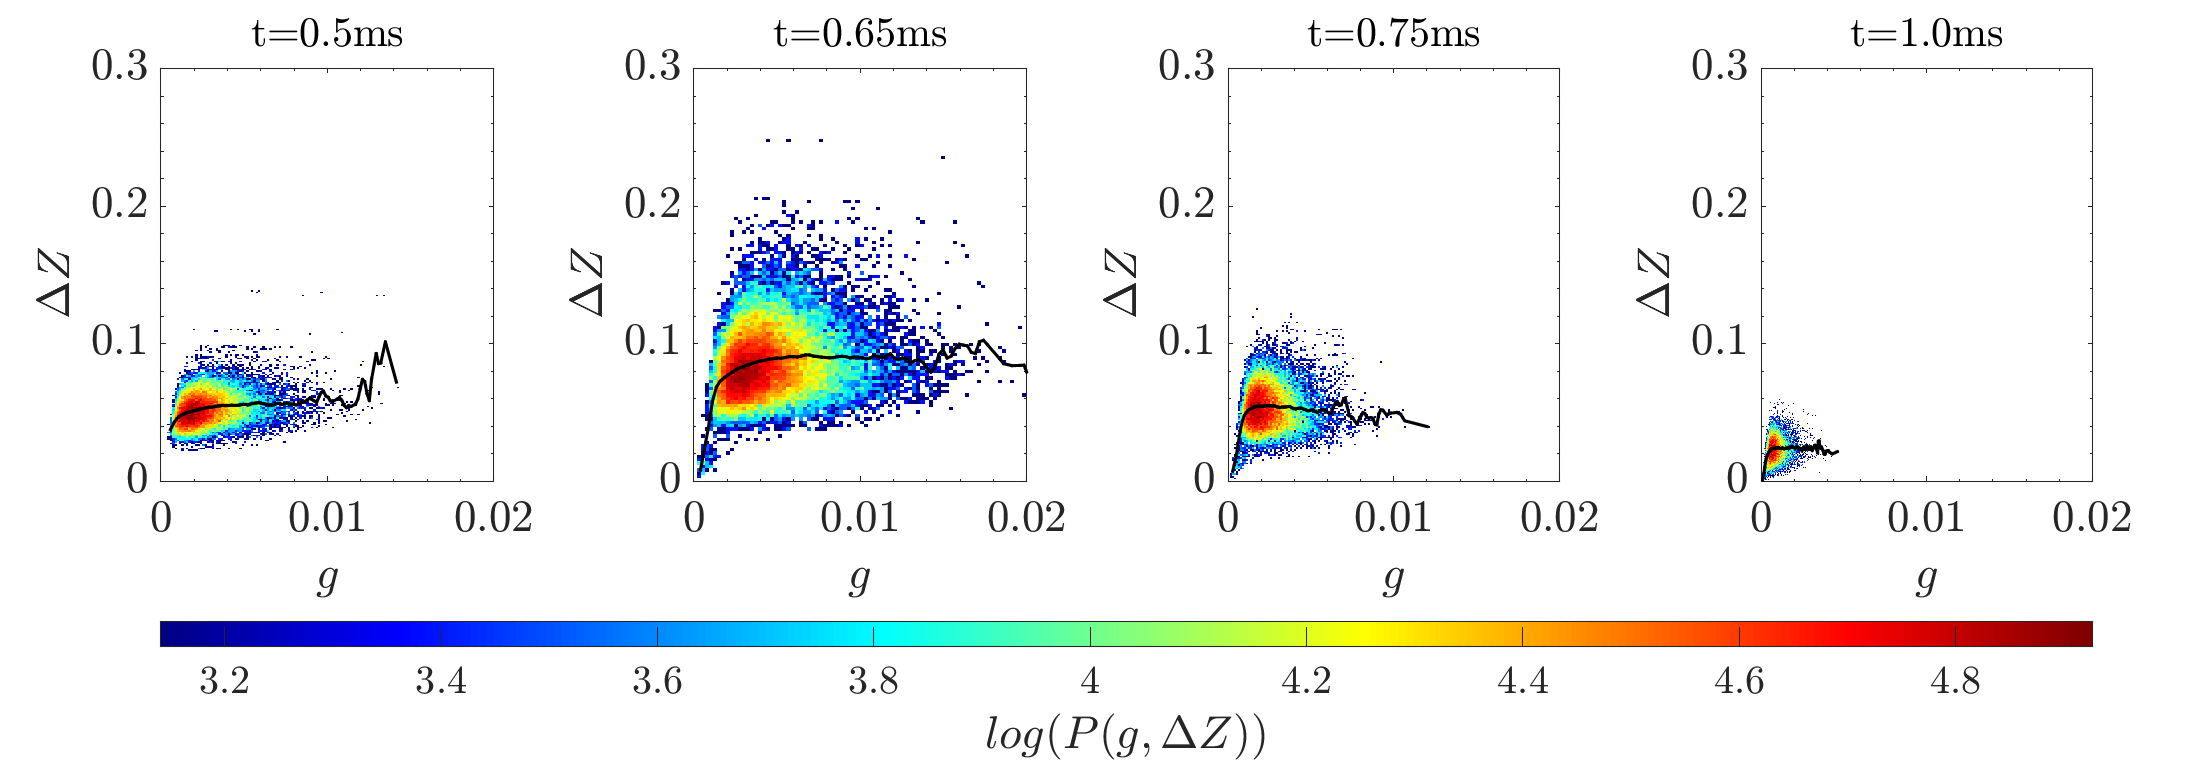 t=0.5ms t=0.65ms t=0.75ms t=1.0ms
0.3 0.3 0.3 0.3
0.2 0.2 0.2 0.2
ΔZ ΔZ ΔZ ΔZ
0.1 0.1 0.1 0.1
0 0 0 0
0 0.01 0.02 0 0.01 0.02 0 0.01 0.02 0 0.01 0.02
g g g g
3.2 3.4 3.6 3.8 4 4.2 4.4 4.6 4.8
log(P(g, ΔZ))